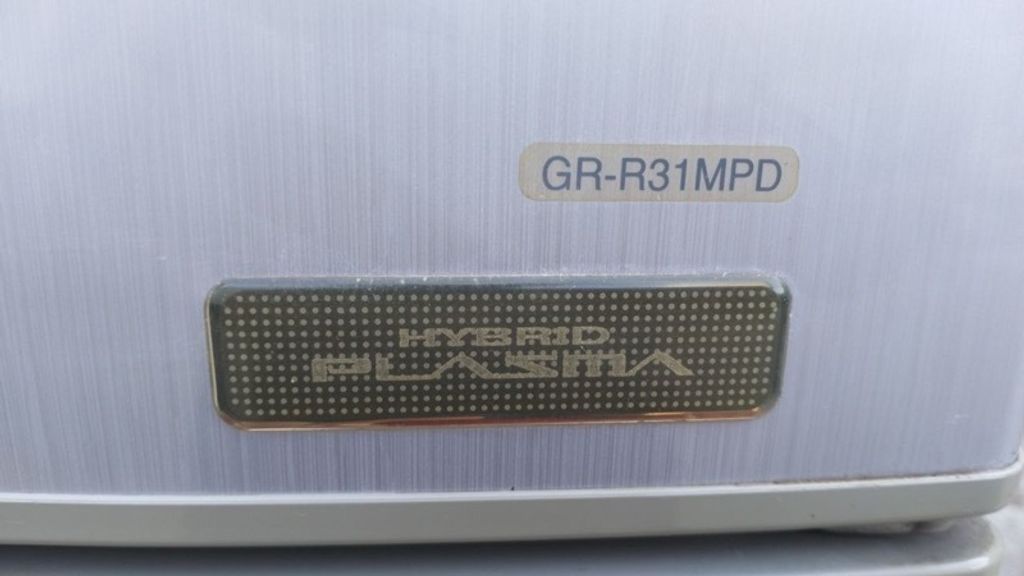 GR-R31MPD
HYBRID
PLASMA